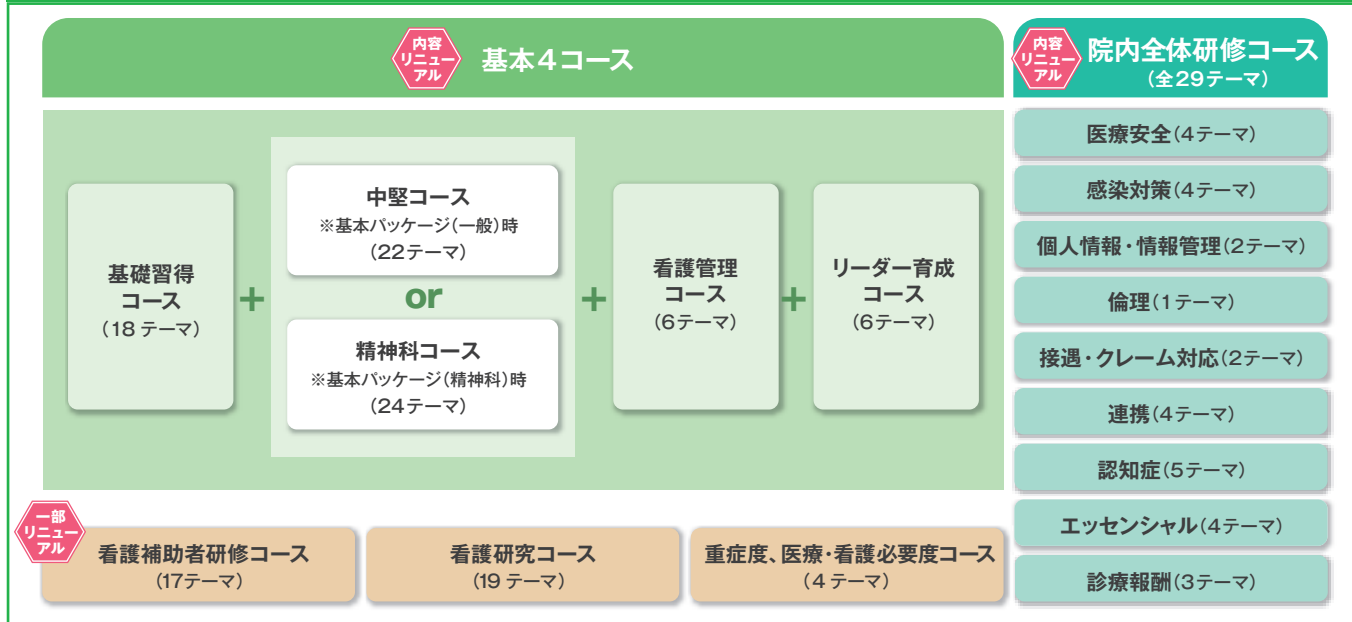 内容
リニュー
アル
基本4コース
基礎習得
コース
(18テーマ)
+
中堅コース
※基本パッケージ(一般)時
(22テーマ)
or
精神科コース
※基本パッケージ(精神科)時
(24テーマ)
+
看護管理
コース
(6テーマ)
+
リーダー育成
コース
(6テーマ)
一部
リニュー
アル
看護補助者研修コース
(17テーマ)
看護研究コース
(19テーマ)
重症度、医療・看護必要度コース
(4テーマ)
内容
リニュー
アル
院内全体研修コース
(全29テーマ)
医療安全(4テーマ)
感染対策(4テーマ)
個人情報・情報管理(2テーマ)
倫理(1テーマ)
接遇・クレーム対応(2テーマ)
連携(4テーマ)
認知症(5テーマ)
エッセンシャル(4テーマ)
診療報酬(3テーマ)